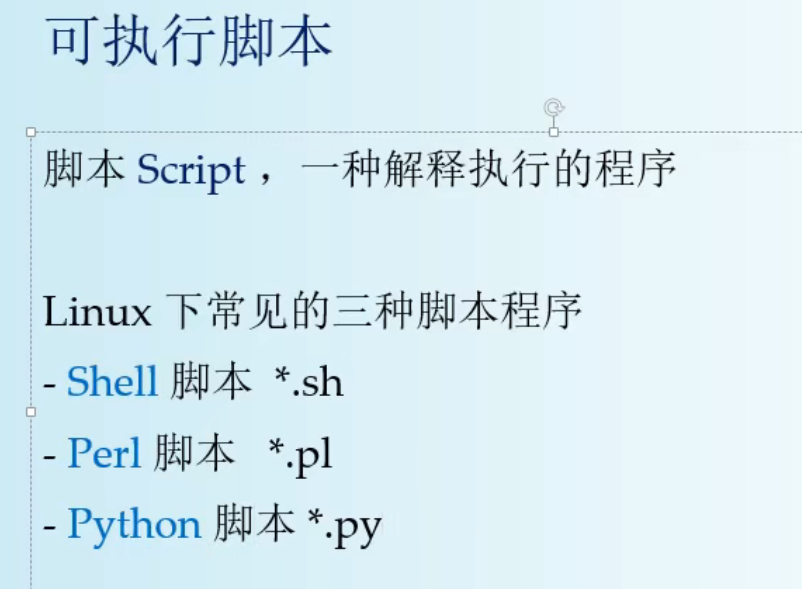 可执行脚本
脚本 Script ，一种解释执行的程序
Linux 下常见的三种脚本程序
- Shell 脚本 *.sh
- Perl 脚本 *.pl
- Python 脚本 *.py